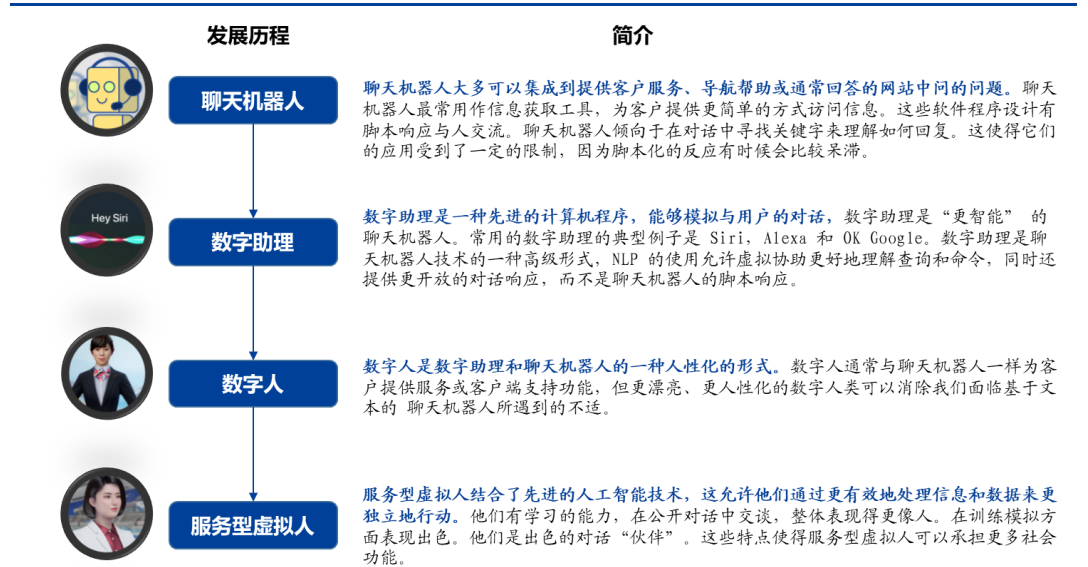 发展历程
简介
聊天机器人
聊天机器人大多可以集成到提供客户服务、导航帮助或通常回答的网站中问的问题。聊天
机器人最常用作信息获取工具，为客户提供更简单的方式访问信息。这些软件程序设计有
脚本响应与人交流。聊天机器人倾向于在对话中寻找关键字来理解如何回复。这使得它们
的应用受到了一定的限制，因为脚本化的反应有时候会比较呆滞。
Hey Siri
数字助理
数字助理是一种先进的计算机程序，能够模拟与用户的对话，数字助理是“更智能” 的
聊天机器人。常用的数字助理的典型例子是 Siri，Alexa 和 OK Google。数字助理是聊
天机器人技术的一种高级形式，NLP 的使用允许虚拟协助更好地理解查询和命令，同时还
提供更开放的对话响应，而不是聊天机器人的脚本响应。
数字人
数字人是数字助理和聊天机器人的一种人性化的形式。数字人通常与聊天机器人一样为客
户提供服务或客户端支持功能，但更漂亮、更人性化的数字人类可以消除我们面临基于文
本的 聊天机器人所遇到的不适。
服务型虚拟人
服务型虚拟人结合了先进的人工智能技术，这允许他们通过更有效地处理信息和数据来更
独立地行动。他们有学习的能力，在公开对话中交谈，整体表现得更像人。在训练模拟方
面表现出色。他们是出色的对话“伙伴”。这些特点使得服务型虚拟人可以承担更多社会
功能。